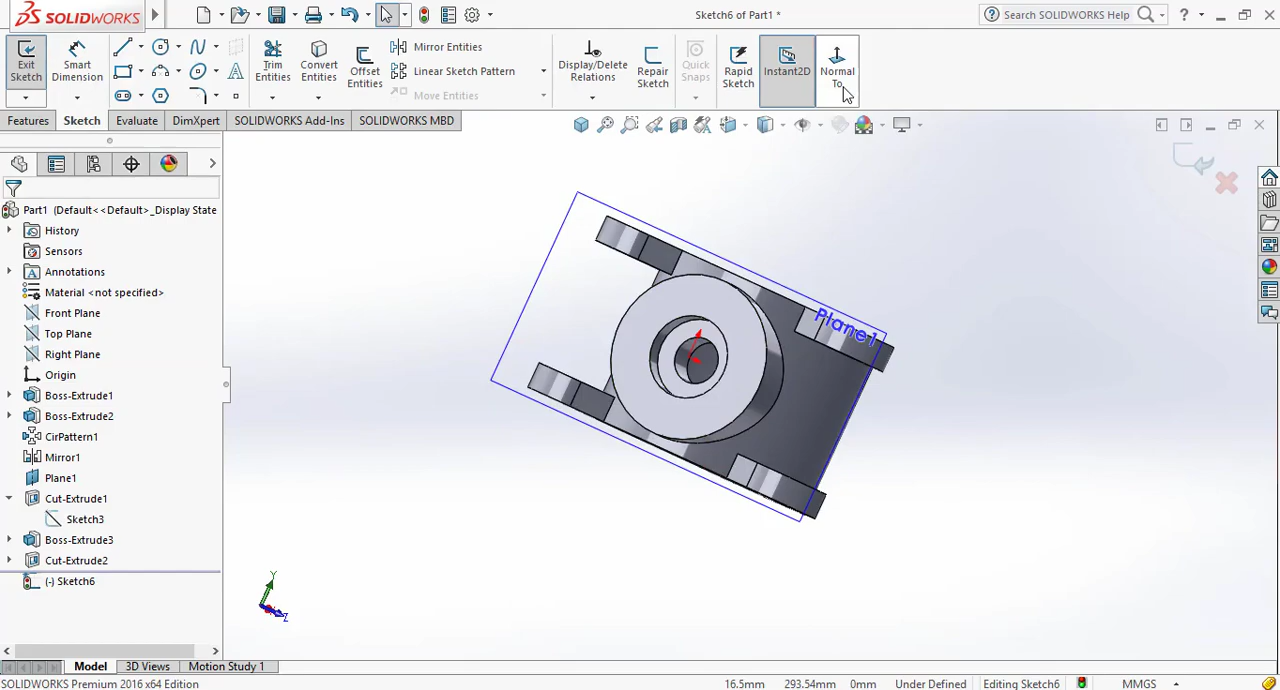 SOLIDWORKS
Sketch6 of Part1 *
Search SOLIDWORKS Help
?
Exit Sketch
Smart Dimension
Trim Entities
Convert Entities
Offset Entities
Mirror Entities
Linear Sketch Pattern
Move Entities
Display/Delete Relations
Repair Sketch
Quick Snaps
Rapid Sketch
Instant2D
Normal To
Features
Sketch
Evaluate
DimXpert
SOLIDWORKS Add-Ins
SOLIDWORKS MBD
Part1 (Default<<Default>_Display State
History
Sensors
Annotations
Material <not specified>
Front Plane
Top Plane
Right Plane
Origin
Boss-Extrude1
Boss-Extrude2
CirPattern1
Mirror1
Plane1
Cut-Extrude1
Sketch3
Boss-Extrude3
Cut-Extrude2
(-) Sketch6
Plane1
Y
Z
Model
3D Views
Motion Study 1
SOLIDWORKS Premium 2016 x64 Edition
16.5mm
293.54mm
0mm
Under Defined
Editing Sketch6
MMGS